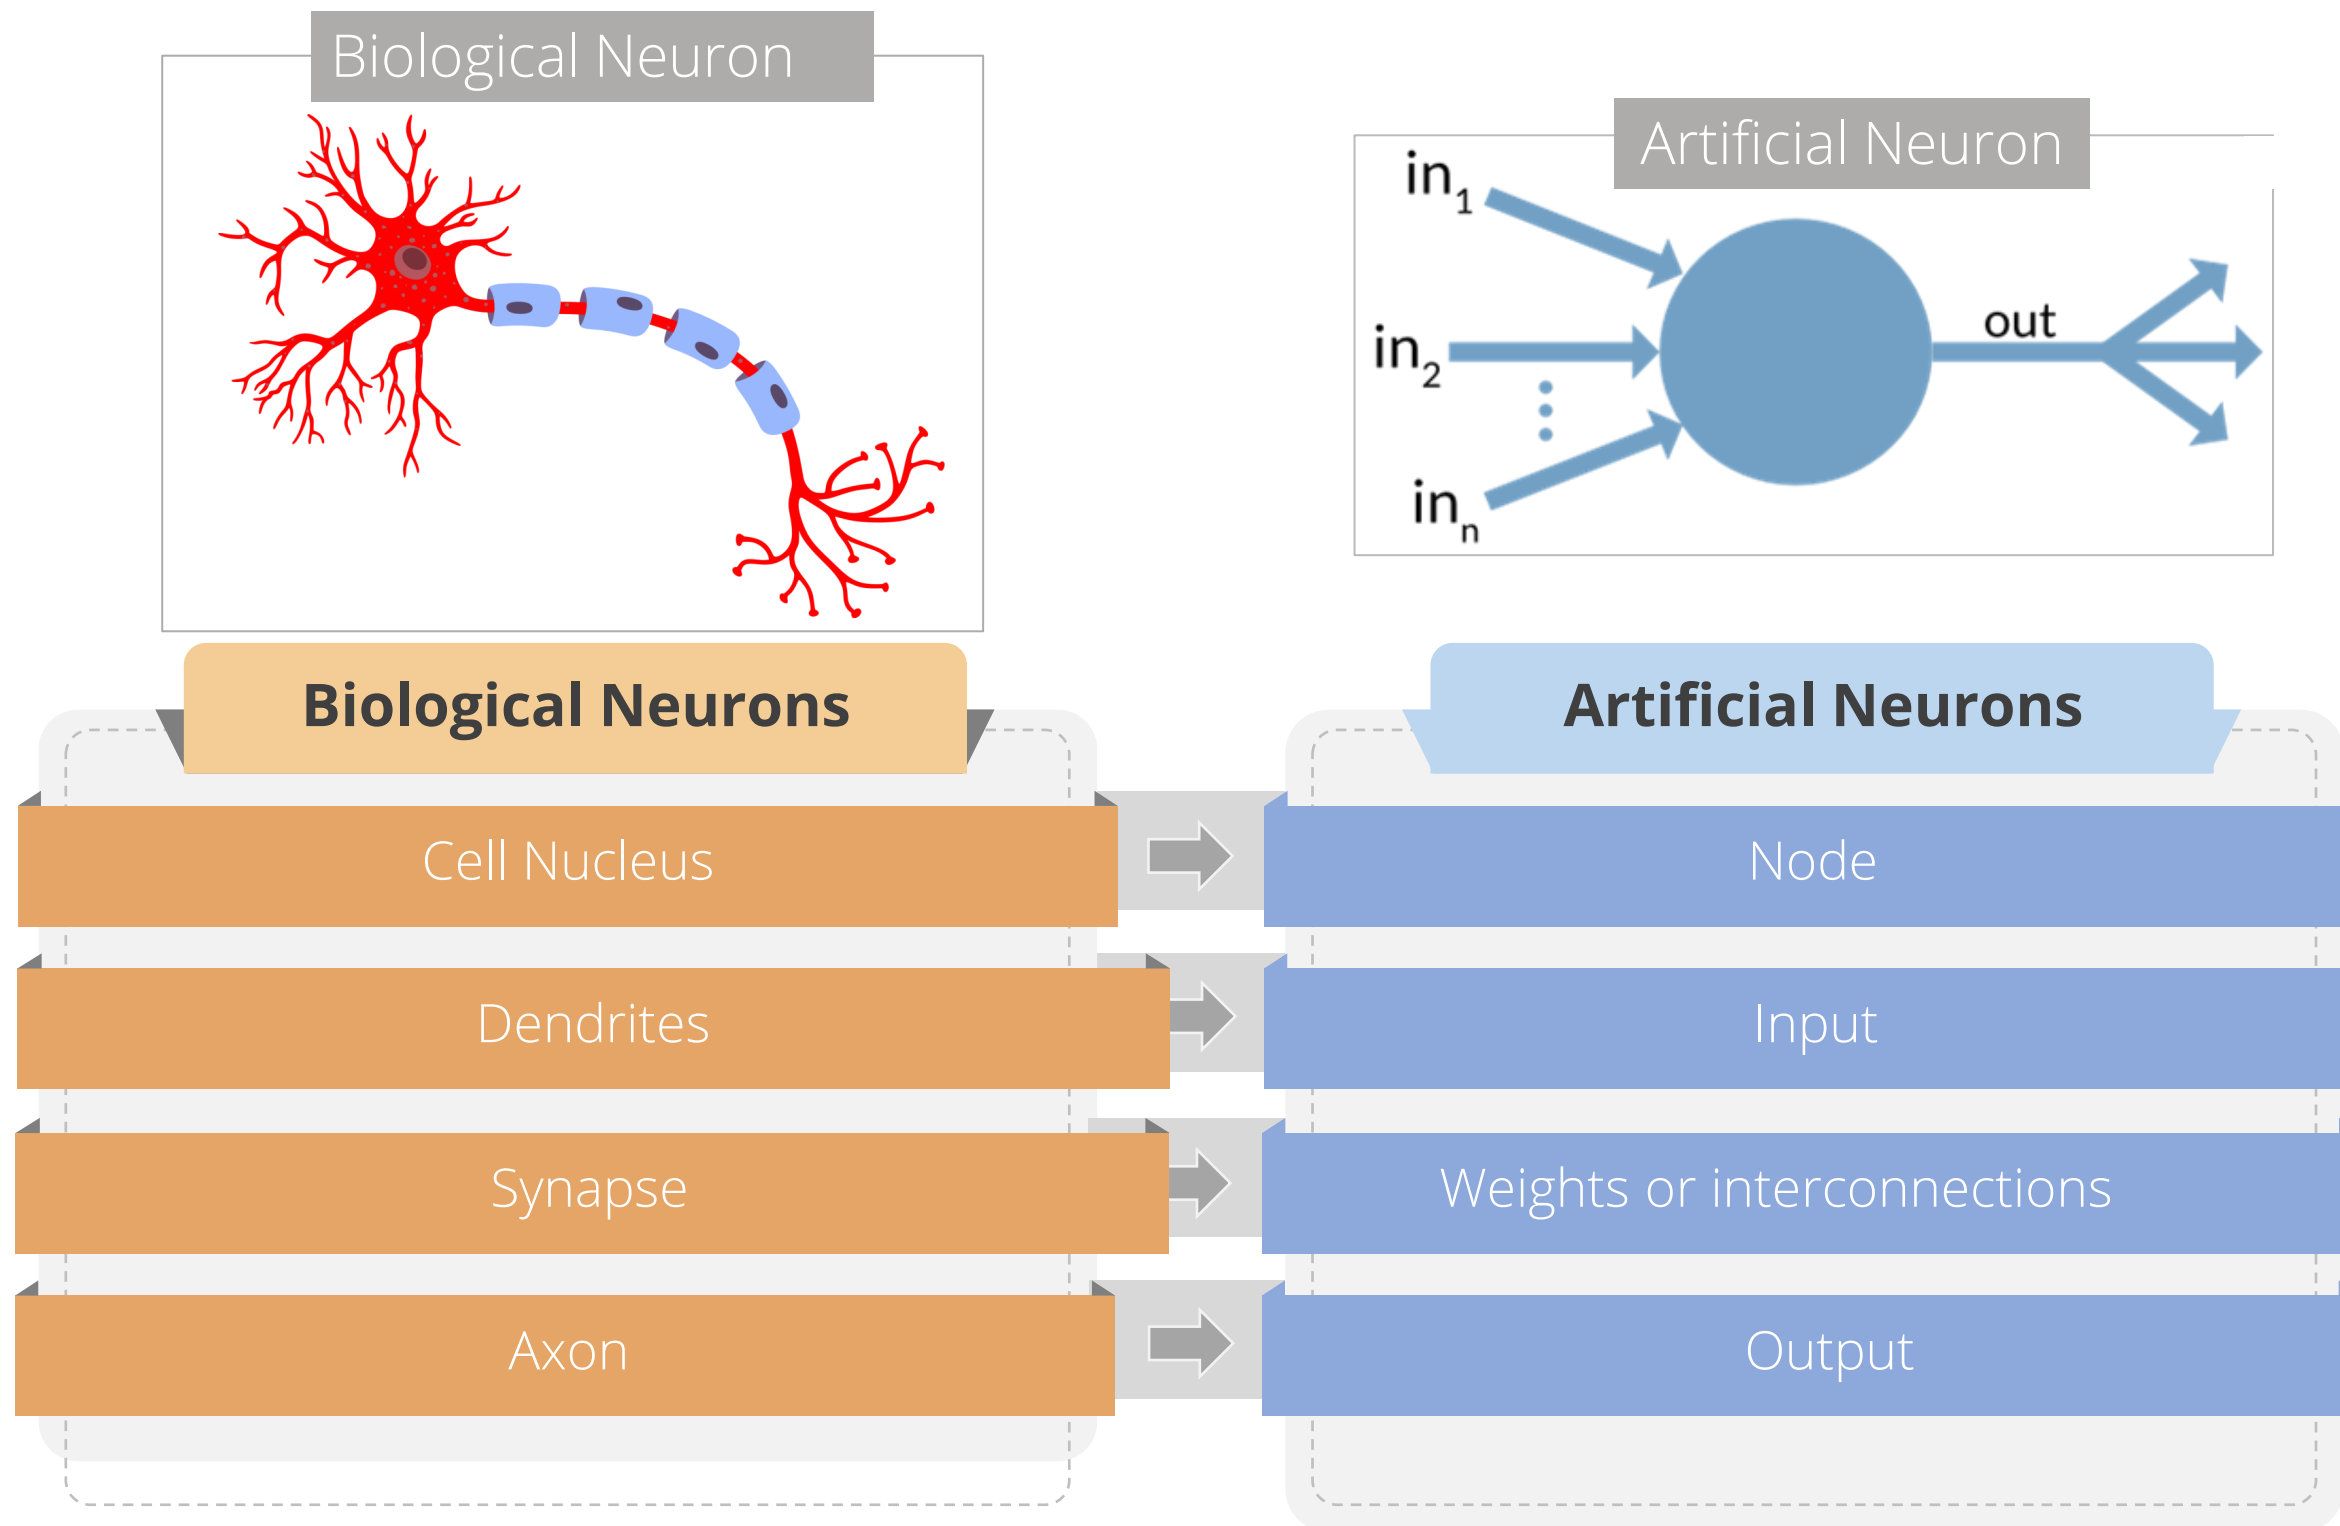 Biological Neuron
Artificial Neuron
in1
in2
inn
out
Biological Neurons
Artificial Neurons
Cell Nucleus
Node
Dendrites
Input
Synapse
Weights or interconnections
Axon
Output